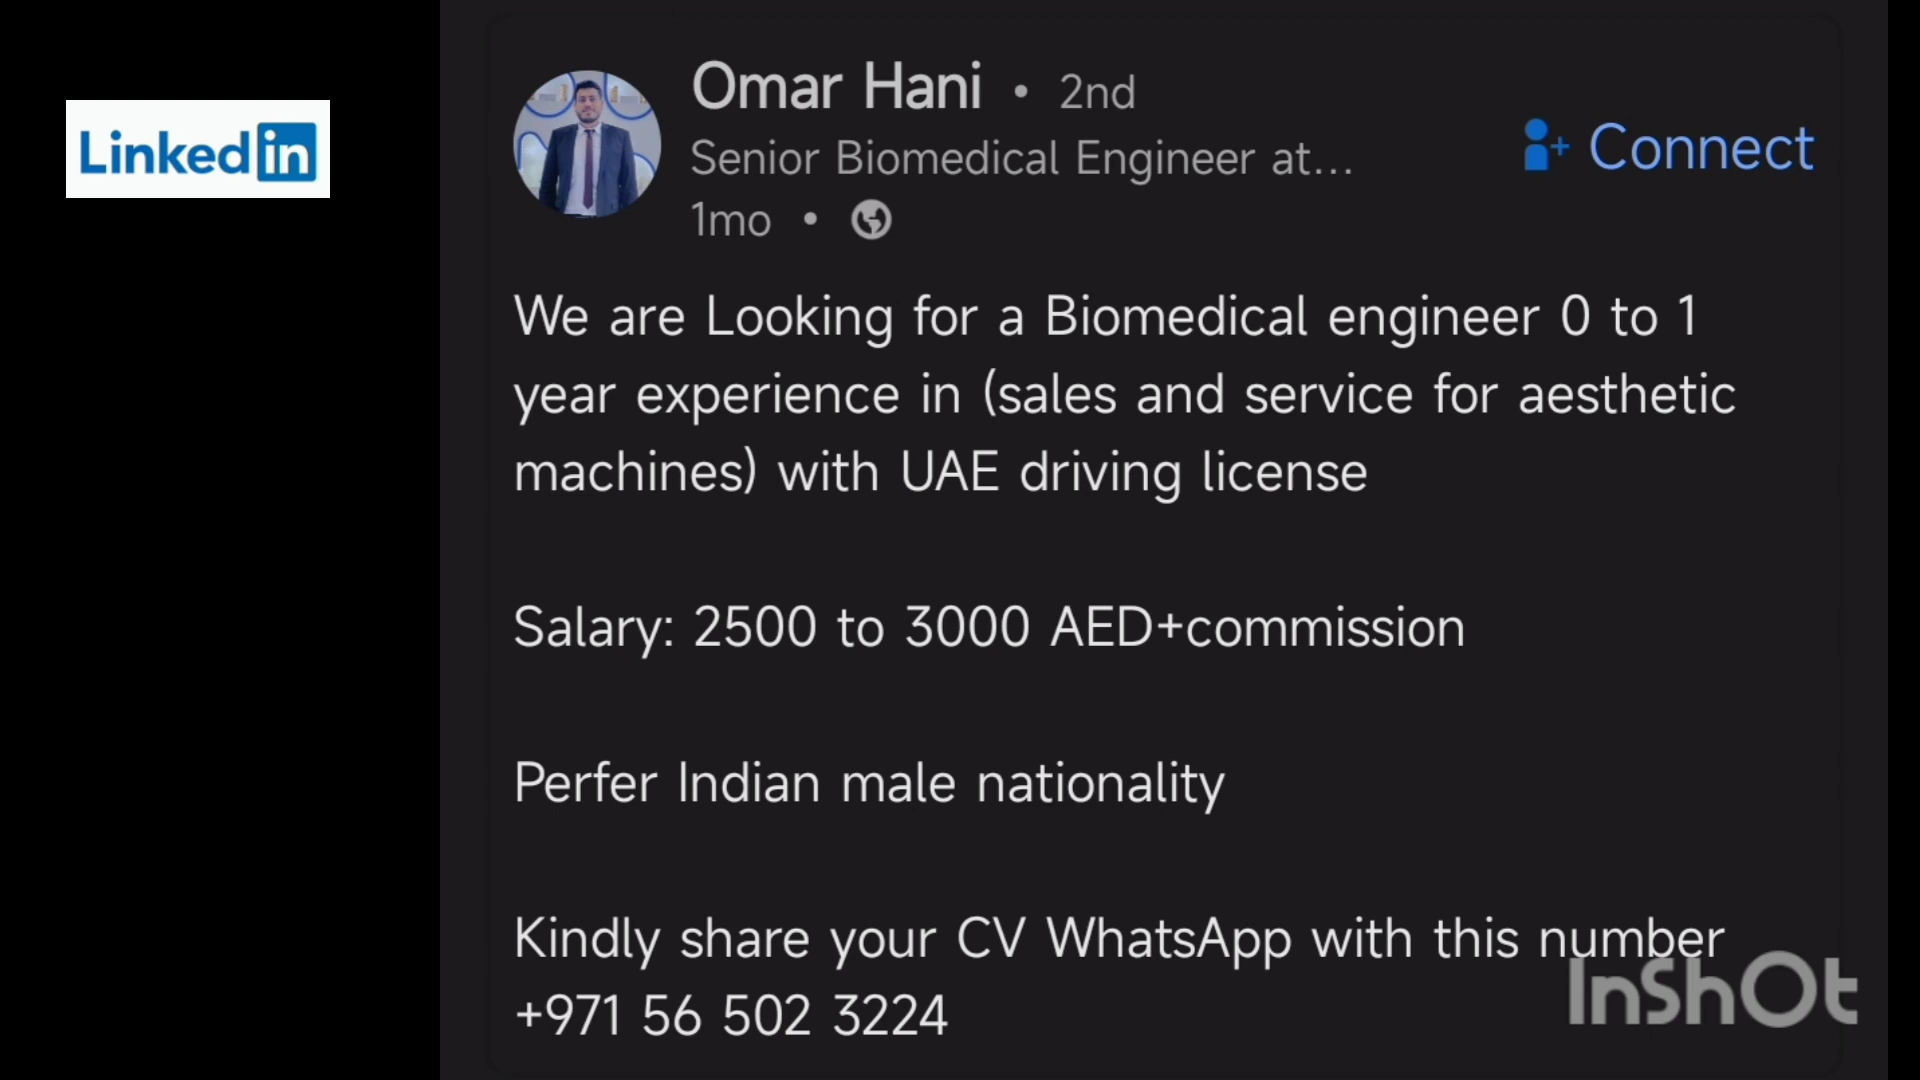 Linked in
Omar Hani • 2nd
Senior Biomedical Engineer at...
Connect
1mo •
We are Looking for a Biomedical engineer 0 to 1
year experience in (sales and service for aesthetic
machines) with UAE driving license
Salary: 2500 to 3000 AED+commission
Perfer Indian male nationality
Kindly share your CV WhatsApp with this number
+971 56 502 3224
InShOt